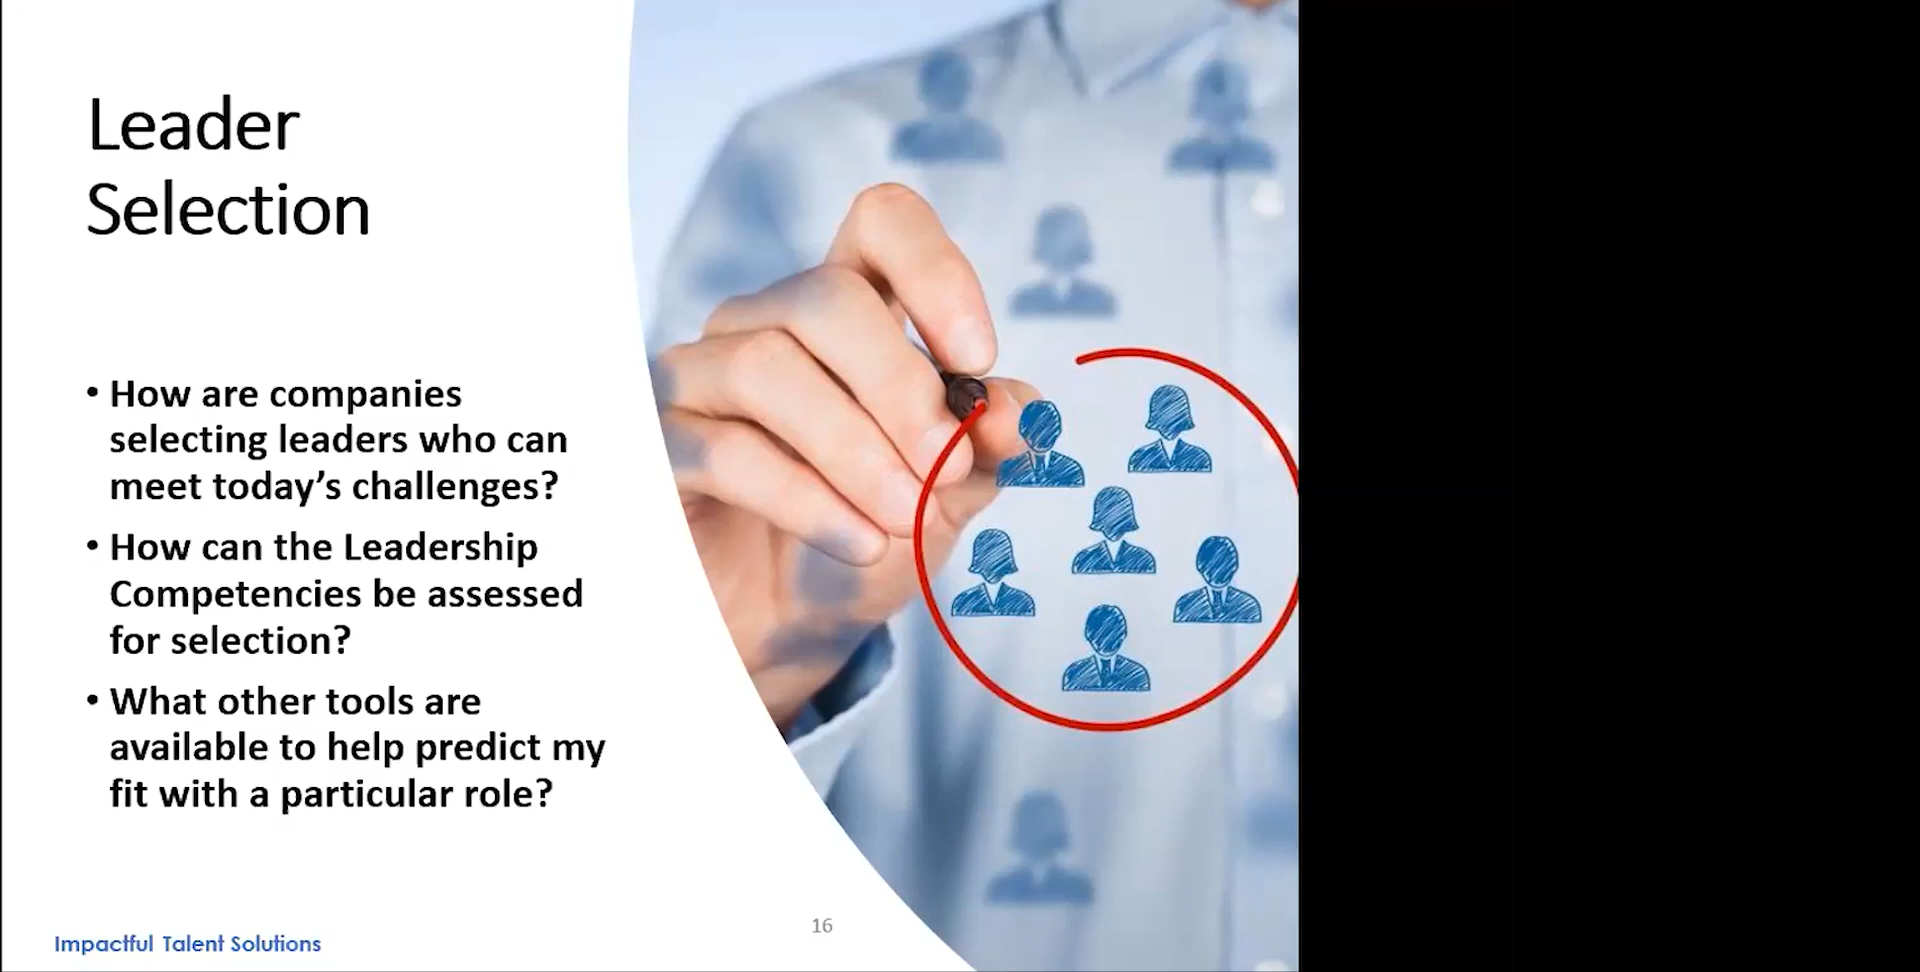 Leader
Selection
• How are companies
selecting leaders who can
meet today’s challenges?
• How can the Leadership
Competencies be assessed
for selection?
• What other tools are
available to help predict my
fit with a particular role?
16
Impactful Talent Solutions